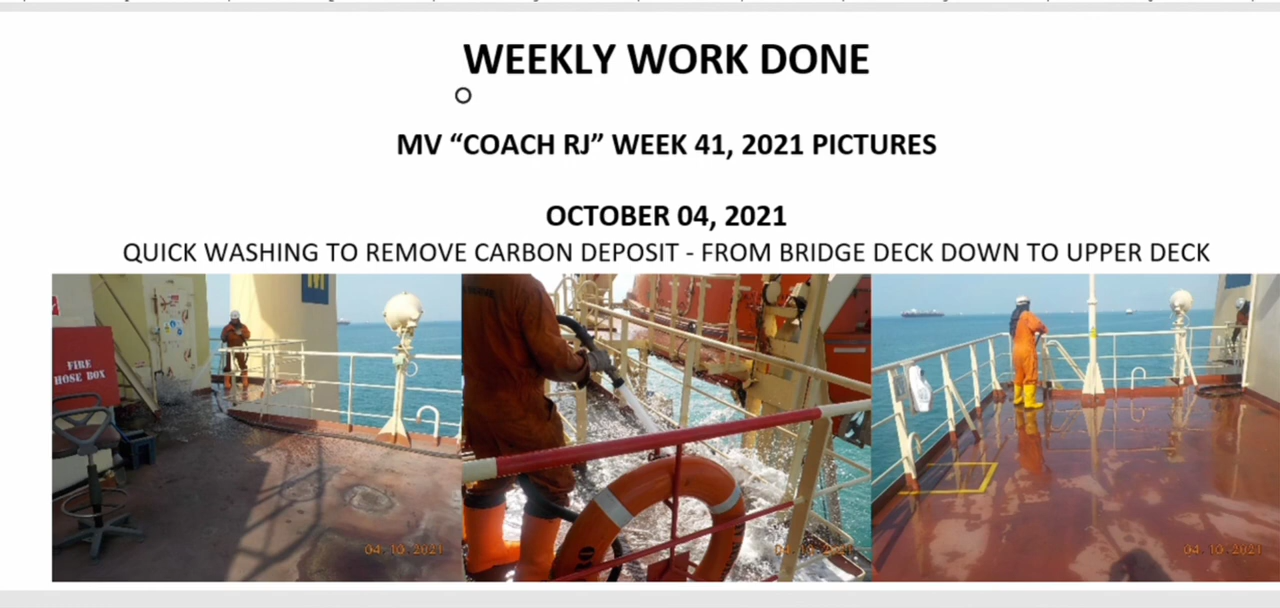 WEEKLY WORK DONE
MV “COACH RJ” WEEK 41, 2021 PICTURES
OCTOBER 04, 2021
QUICK WASHING TO REMOVE CARBON DEPOSIT - FROM BRIDGE DECK DOWN TO UPPER DECK
M
FIRE
HOSE BOX
04.10.2021
04.10.2021
04.10.2021